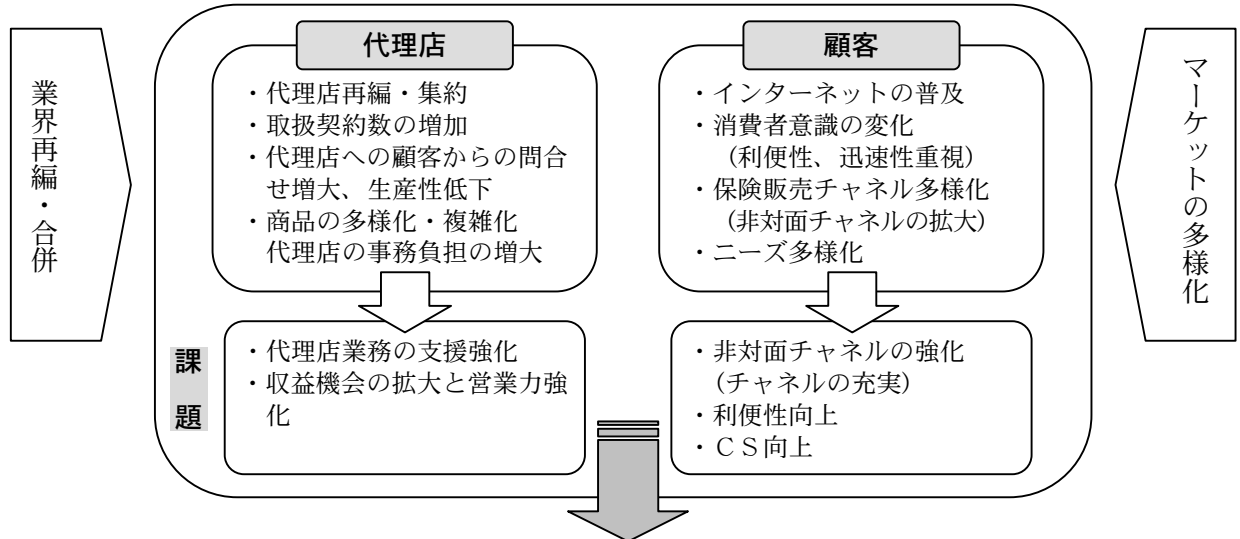 業界再編・合併
代理店
・代理店再編・集約
・取扱契約数の増加
・代理店への顧客からの問合
せ増大、生産性低下
・商品の多様化・複雑化
代理店の事務負担の増大
顧客
・インターネットの普及
・消費者意識の変化
（利便性、迅速性重視）
・保険販売チャネル多様化
（非対面チャネルの拡大）
・ニーズ多様化
マーケットの多様化
課
題
・代理店業務の支援強化
・収益機会の拡大と営業力強
化
・非対面チャネルの強化
（チャネルの充実）
・利便性向上
・ＣＳ向上